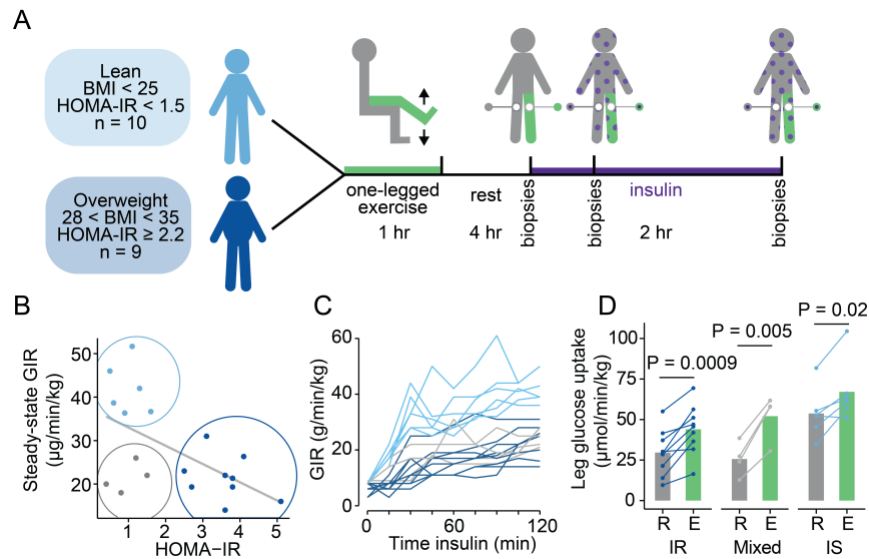 A
Lean
BMI < 25
HOMA-IR < 1.5
n = 10
Overweight
28 < BMI < 35
HOMA-IR ≥ 2.2
n = 9
one-legged
exercise
1 hr
rest
4 hr
biopsies
biopsies
insulin
2 hr
biopsies
B
Steady-state GIR
(µg/min/kg)
50
40
30
20
1
2
3
4
5
HOMA−IR
C
GIR (g/min/kg)
60
40
20
0
0
60
120
Time insulin (min)
D
Leg glucose uptake
(µmol/min/kg)
100
75
50
25
0
P = 0.0009
P = 0.005
P = 0.02
R E R E R E
IR Mixed IS